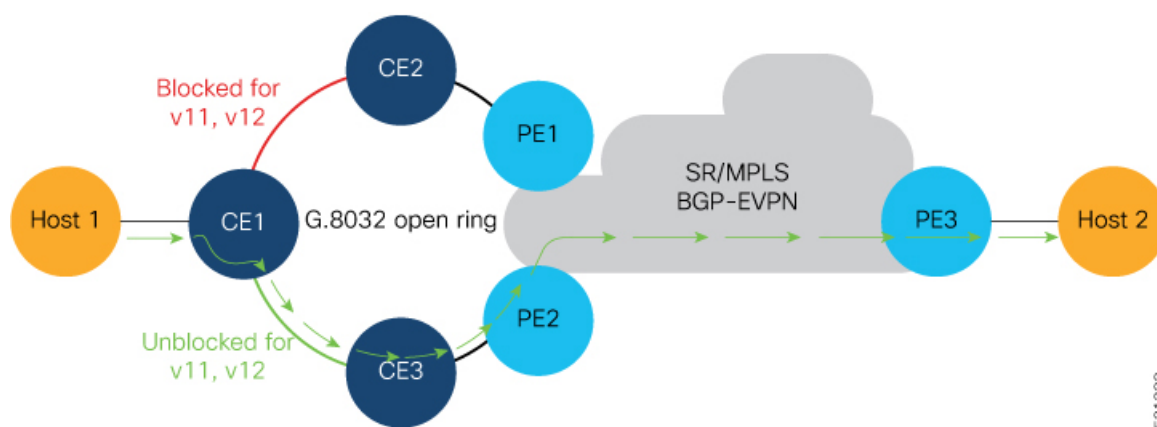 CE2
Blocked for
v11, v12
PE1
SR/MPLS
BGP-EVPN
Host 1
CE1
G.8032 open ring
PE3
Host 2
PE2
Unblocked for
v11, v12
CE3